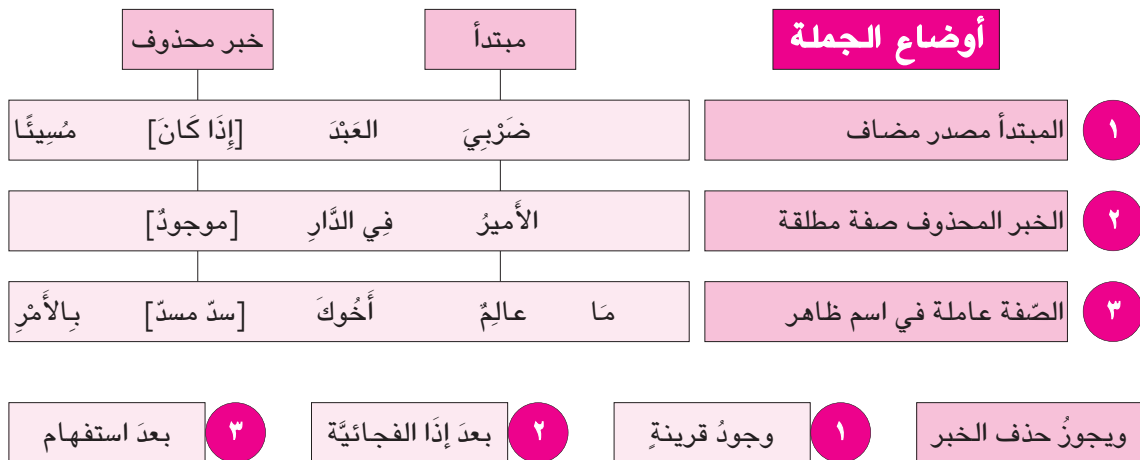 أوضاع الجملة مبتدأ خبر محذوف
١ المبتدأ مصدر مضاف ضَرْبِيَ العَبْدَ [إِذَا كَانَ] مُسِيئًا
٢ الخبر المحذوف صفة مطلقة الأَميرُ فِي الدَّارِ [موجودٌ]
٣ الصّفة عاملة في اسم ظاهر مَا عالِمٌ أَخُوكَ [سدّ مسدّ] بِالأَمْرِ
ويجوزُ حذف الخبر ١ وجودُ قرينةٍ ٢ بعدَ إذَا الفجائيَّة ٣ بعدَ استفهام